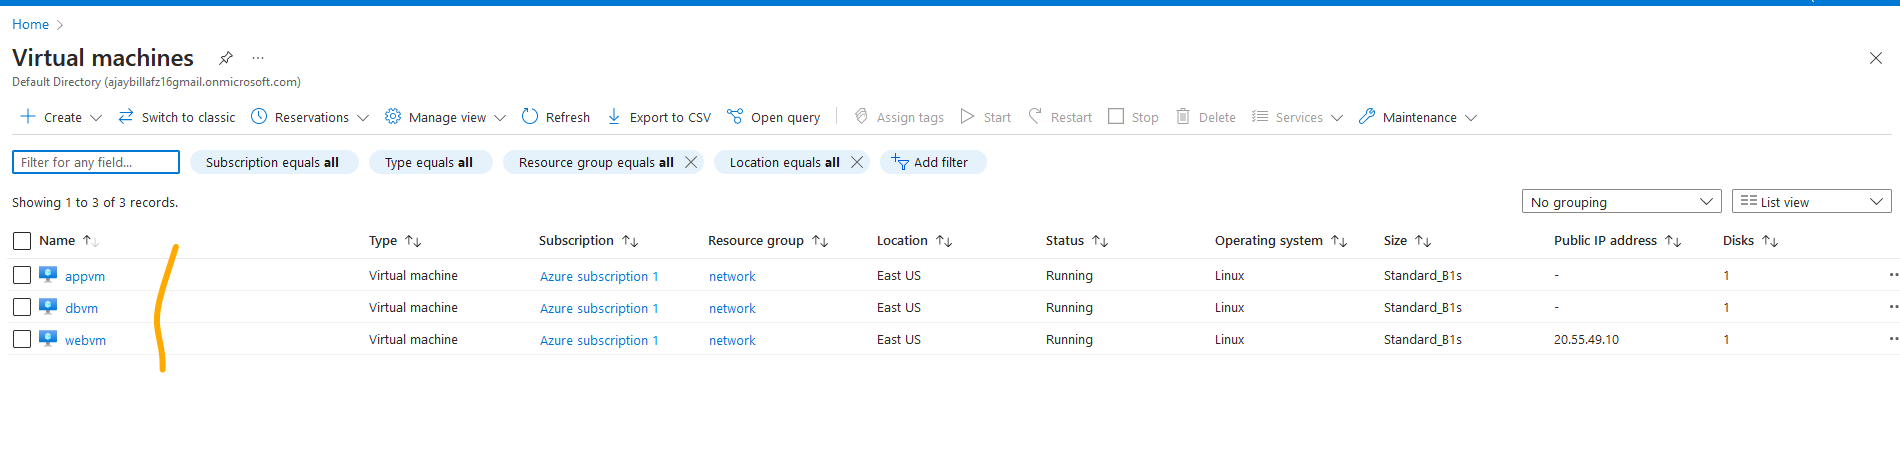 Home >
Virtual machines ...
Default Directory (ajaybillafz16gmail.onmicrosoft.com)
+ Create Switch to classic Reservations Manage view Refresh Export to CSV Open query Assign tags Start Restart Stop Delete Services Maintenance
Filter for any field... Subscription equals all Type equals all Resource group equals all Location equals all Add filter
Showing 1 to 3 of 3 records. No grouping List view
Name Type Subscription Resource group Location Status Operating system Size Public IP address Disks
appvm Virtual machine Azure subscription 1 network East US Running Linux Standard_B1s - 1
dbvm Virtual machine Azure subscription 1 network East US Running Linux Standard_B1s - 1
webvm Virtual machine Azure subscription 1 network East US Running Linux Standard_B1s 20.55.49.10 1